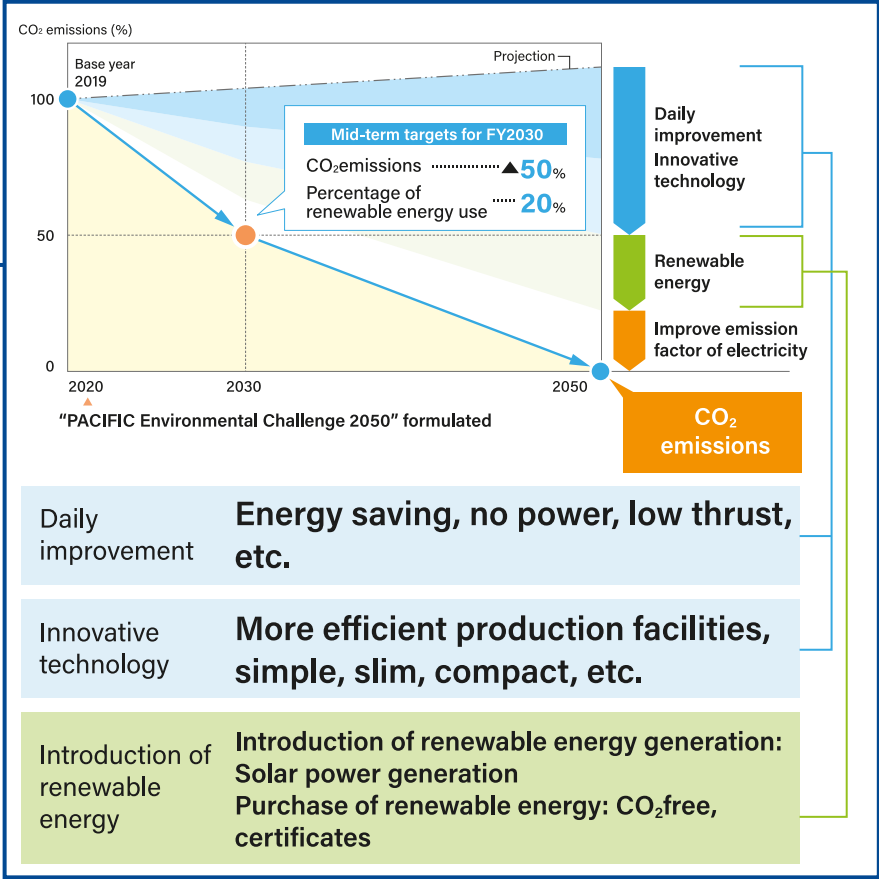 CO₂ emissions (%)
Projection
Base year
2019
100
50
0
2020
2030
2050
Mid-term targets for FY2030
CO₂emissions ········· ▲50%
Percentage of
renewable energy use ····· 20%
Daily
improvement
Innovative
technology
Renewable
energy
Improve emission
factor of electricity
"PACIFIC Environmental Challenge 2050" formulated
CO₂
emissions
Daily
improvement
Energy saving, no power, low thrust,
etc.
Innovative
technology
More efficient production facilities,
simple, slim, compact, etc.
Introduction of
renewable
energy
Introduction of renewable energy generation:
Solar power generation
Purchase of renewable energy: CO₂free,
certificates